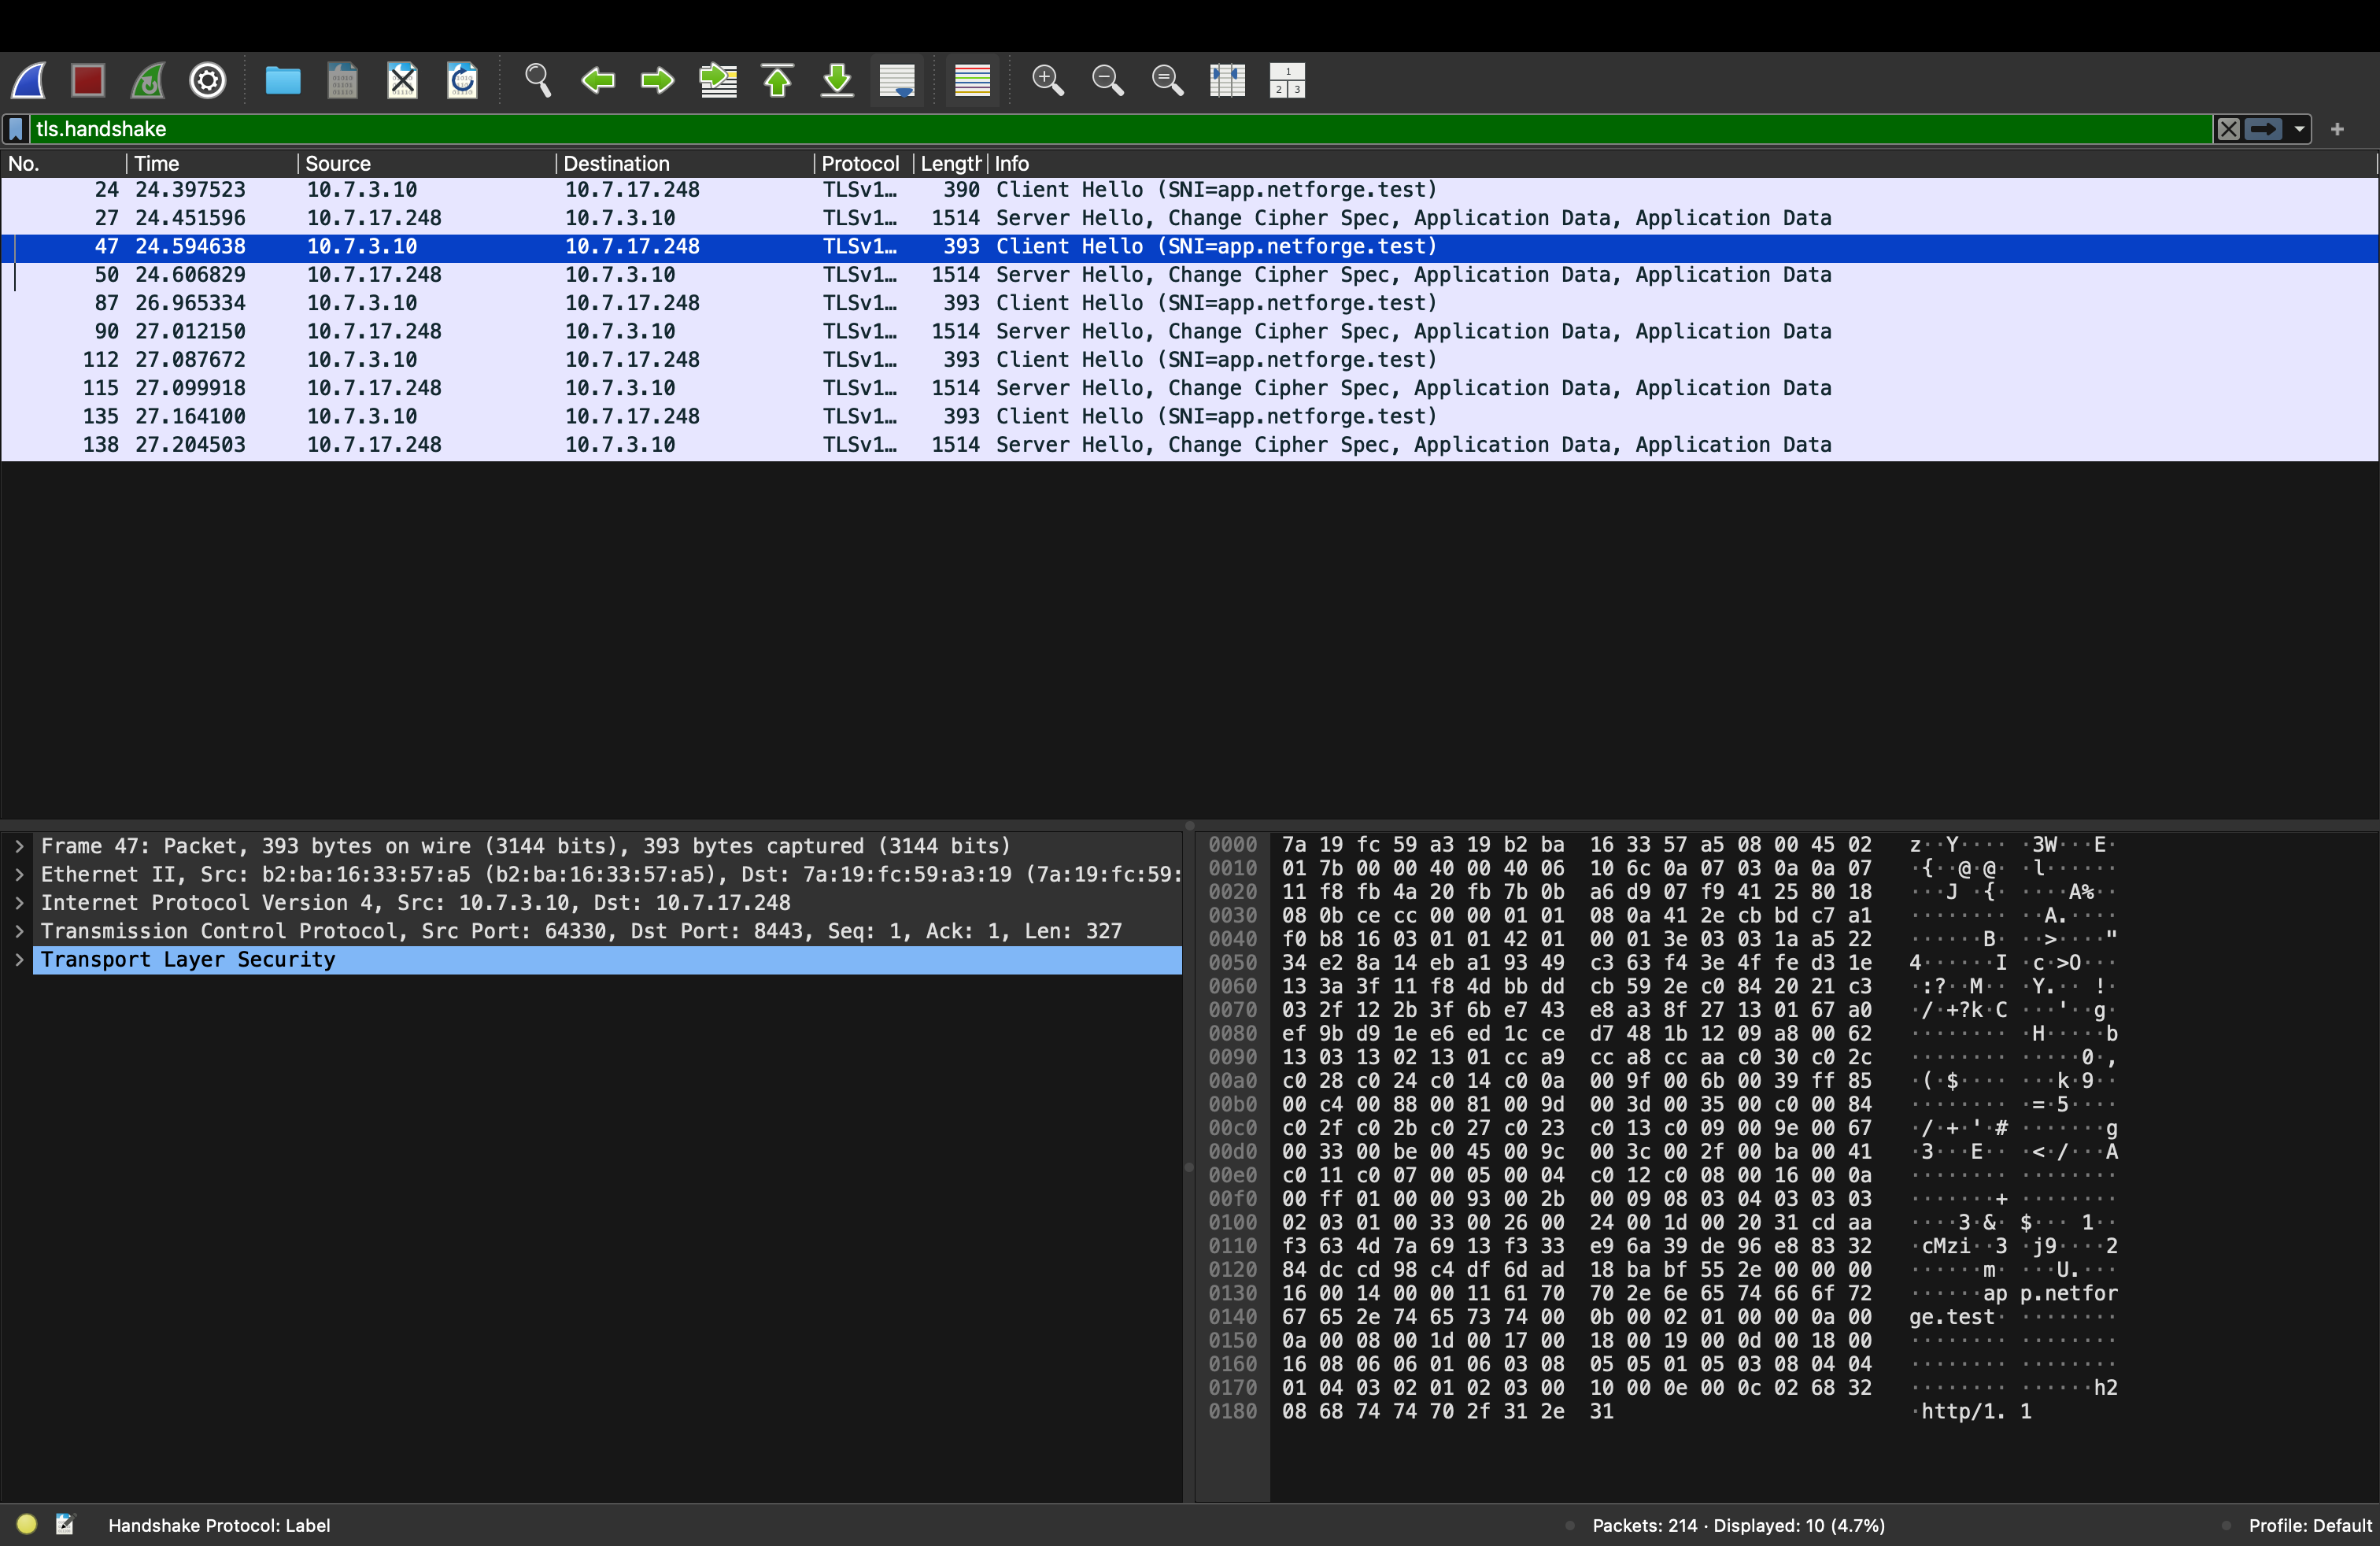 tls.handshake
No. Time Source Destination Protocol Length Info
24 24.397523 10.7.3.10 10.7.17.248 TLSv1… 390 Client Hello (SNI=app.netforge.test)
27 24.451596 10.7.17.248 10.7.3.10 TLSv1… 1514 Server Hello, Change Cipher Spec, Application Data, Application Data
47 24.594638 10.7.3.10 10.7.17.248 TLSv1… 393 Client Hello (SNI=app.netforge.test)
50 24.606829 10.7.17.248 10.7.3.10 TLSv1… 1514 Server Hello, Change Cipher Spec, Application Data, Application Data
87 26.965334 10.7.3.10 10.7.17.248 TLSv1… 393 Client Hello (SNI=app.netforge.test)
90 27.012150 10.7.17.248 10.7.3.10 TLSv1… 1514 Server Hello, Change Cipher Spec, Application Data, Application Data
112 27.087672 10.7.3.10 10.7.17.248 TLSv1… 393 Client Hello (SNI=app.netforge.test)
115 27.099918 10.7.17.248 10.7.3.10 TLSv1… 1514 Server Hello, Change Cipher Spec, Application Data, Application Data
135 27.164100 10.7.3.10 10.7.17.248 TLSv1… 393 Client Hello (SNI=app.netforge.test)
138 27.204503 10.7.17.248 10.7.3.10 TLSv1… 1514 Server Hello, Change Cipher Spec, Application Data, Application Data
Frame 47: Packet, 393 bytes on wire (3144 bits), 393 bytes captured (3144 bits)
Ethernet II, Src: b2:ba:16:33:57:a5 (b2:ba:16:33:57:a5), Dst: 7a:19:fc:59:a3:19 (7a:19:fc:59:
Internet Protocol Version 4, Src: 10.7.3.10, Dst: 10.7.17.248
Transmission Control Protocol, Src Port: 64330, Dst Port: 8443, Seq: 1, Ack: 1, Len: 327
Transport Layer Security
0000 7a 19 fc 59 a3 19 b2 ba 16 33 57 a5 08 00 45 02 z··Y···· ·3W···E·
0010 01 7b 00 00 40 00 40 06 10 6c 0a 07 03 0a 0a 07 ·{··@·@· ·l······
0020 11 f8 fb 4a 20 fb 7b 0b a6 d9 07 f9 41 25 80 18 ···J ·{· ····A%··
0030 08 0b ce cc 00 00 01 01 08 0a 41 2e cb bd c7 a1 ········ ··A.····
0040 f0 b8 16 03 01 01 42 01 00 01 3e 03 03 1a a5 22 ······B· ··>····"
0050 34 e2 8a 14 eb a1 93 49 c3 63 f4 3e 4f fe d3 1e 4······I ·c·>O···
0060 13 3a 3f 11 f8 4d bb dd cb 59 2e c0 84 20 21 c3 ·:?··M·· ·Y.·· !·
0070 03 2f 12 2b 3f 6b e7 43 e8 a3 8f 27 13 01 67 a0 ·/·+?k·C ···'··g·
0080 ef 9b d9 1e e6 ed 1c ce d7 48 1b 12 09 a8 00 62 ········ ·H·····b
0090 13 03 13 02 13 01 cc a9 cc a8 cc aa c0 30 c0 2c ········ ·····0·,
00a0 c0 28 c0 24 c0 14 c0 0a 00 9f 00 6b 00 39 ff 85 ·(·$···· ···k·9··
00b0 00 c4 00 88 00 81 00 9d 00 3d 00 35 00 c0 00 84 ········ ·=·5····
00c0 c0 2f c0 2b c0 27 c0 23 c0 13 c0 09 00 9e 00 67 ·/·+·'·# ·······g
00d0 00 33 00 be 00 45 00 9c 00 3c 00 2f 00 ba 00 41 ·3···E·· ·<·/···A
00e0 c0 11 c0 07 00 05 00 04 c0 12 c0 08 00 16 00 0a ········ ········
00f0 00 ff 01 00 00 93 00 2b 00 09 08 03 04 03 03 03 ·······+ ········
0100 02 03 01 00 33 00 26 00 24 00 1d 00 20 31 cd aa ····3·&· $··· 1··
0110 f3 63 4d 7a 69 13 f3 33 e9 6a 39 de 96 e8 83 32 ·cMzi··3 ·j9····2
0120 84 dc cd 98 c4 df 6d ad 18 ba bf 55 2e 00 00 00 ······m· ···U.···
0130 16 00 14 00 00 11 61 70 70 2e 6e 65 74 66 6f 72 ······ap p.netfor
0140 67 65 2e 74 65 73 74 00 0b 00 02 01 00 00 0a 00 ge.test· ········
0150 0a 00 08 00 1d 00 17 00 18 00 19 00 0d 00 18 00 ········ ········
0160 16 08 06 06 01 06 03 08 05 05 01 05 03 08 04 04 ········ ········
0170 01 04 03 02 01 02 03 00 10 00 0e 00 0c 02 68 32 ········ ······h2
0180 08 68 74 74 70 2f 31 2e 31 ·http/1. 1
Handshake Protocol: Label
Packets: 214 · Displayed: 10 (4.7%)
Profile: Default